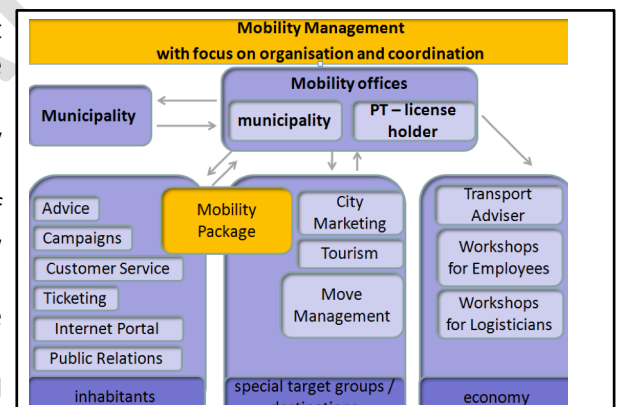 Mobility Management
with focus on organisation and coordination
Mobility offices
Municipality
municipality
PT – license
holder
Advice
Campaigns
Customer Service
Ticketing
Internet Portal
Public Relations
inhabitants
Mobility
Package
City
Marketing
Tourism
Move
Management
special target groups /
Transport
Adviser
Workshops
for Employees
Workshops
for Logisticians
economy